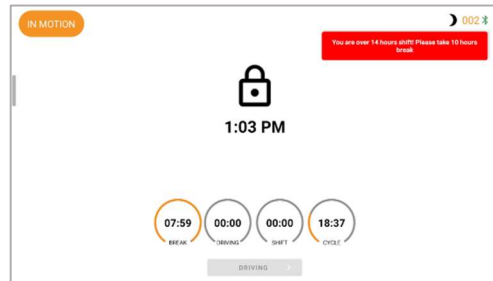 IN MOTION
002
You are over 14 hours shift! Please take 10 hours
break
1:03 PM
07:59 00:00 00:00 18:37
BREAK DRIVING SHIFT CYCLE
DRIVING